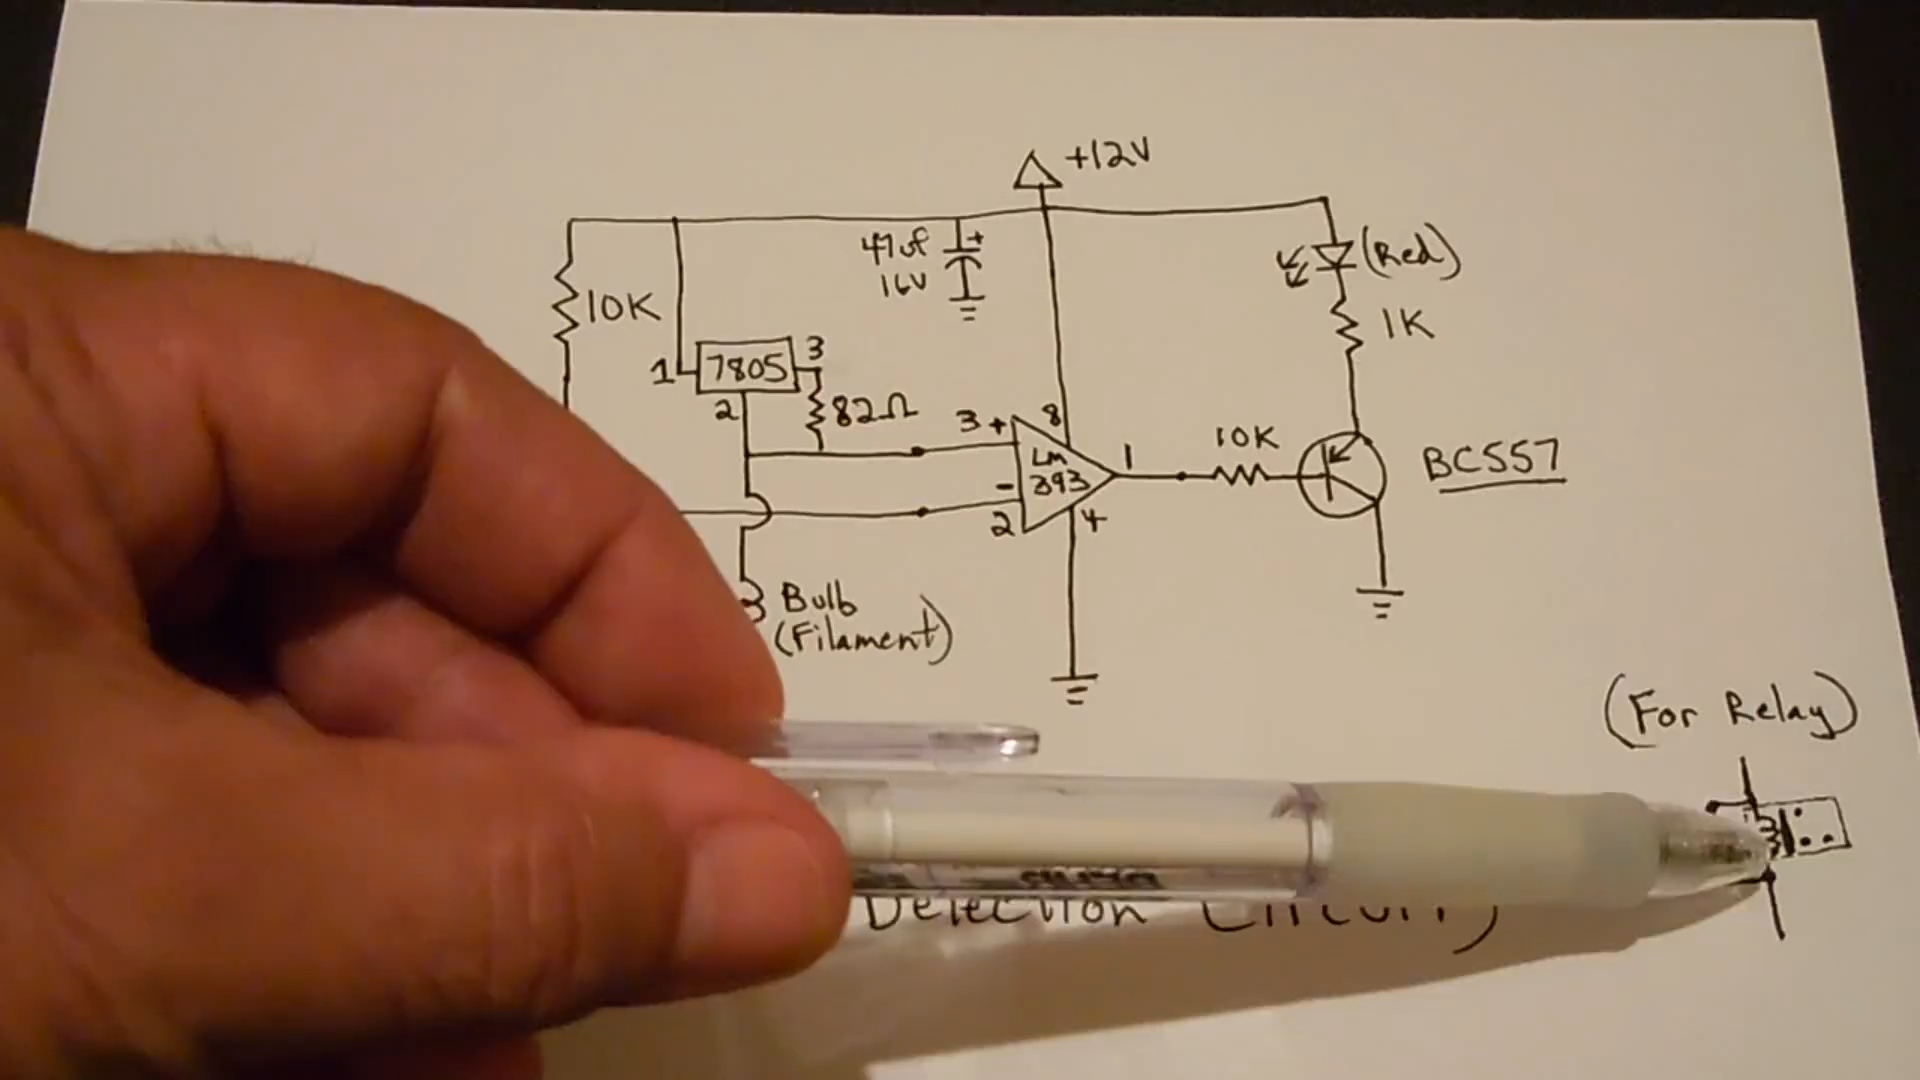 +12V
47uf
16V
(Red)
10K
1K
1
7805
3
2
82Ω
3
+
8
LM
393
1
10K
BC557
-
2
4
Bulb
(Filament)
(For Relay)
Detection